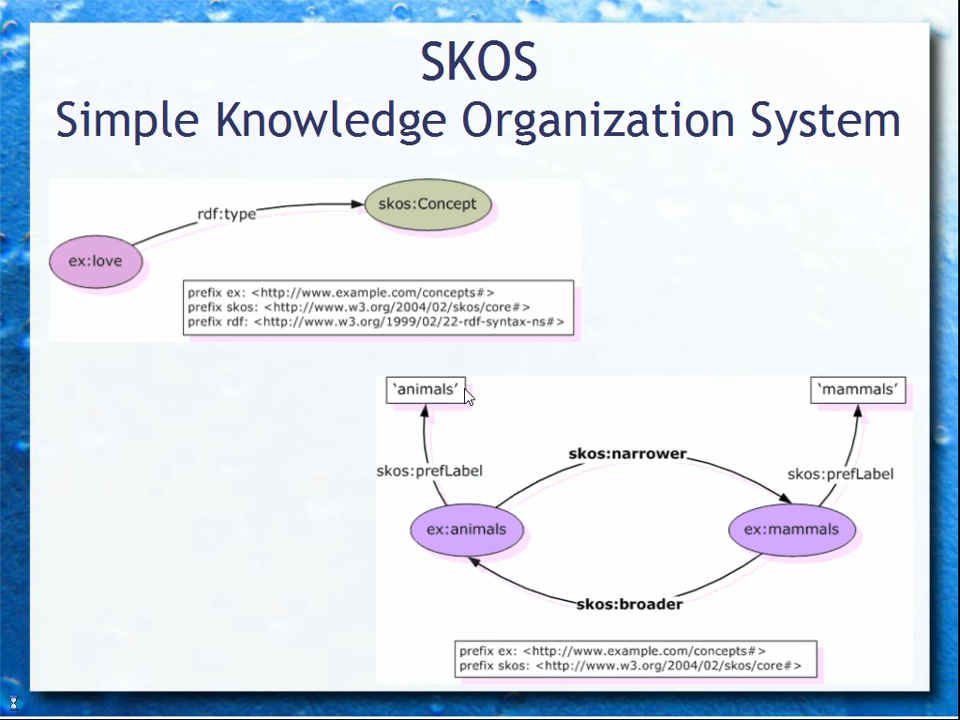 SKOS
Simple Knowledge Organization System
rdf:type
skos:Concept
ex:love
prefix ex: <http://www.example.com/concepts#>
prefix skos: <http://www.w3.org/2004/02/skos/core#>
prefix rdf: <http://www.w3.org/1999/02/22-rdf-syntax-ns#>
‘animals’
‘mammals’
skos:narrower
skos:prefLabel
skos:prefLabel
ex:animals
ex:mammals
skos:broader
prefix ex: <http://www.example.com/concepts#>
prefix skos: <http://www.w3.org/2004/02/skos/core#>